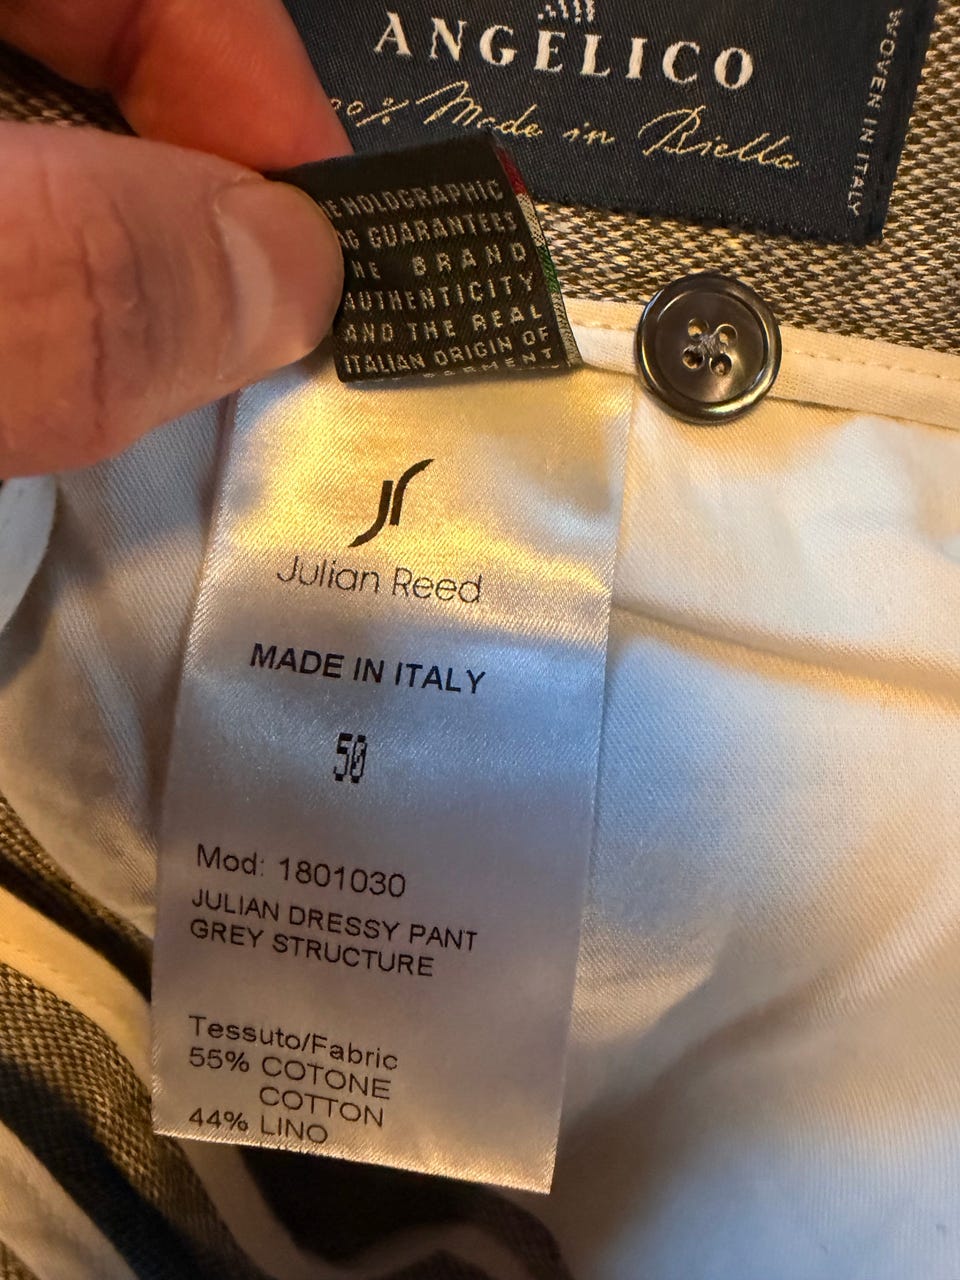 ANGELICO
Made in Biella
WOVEN IN ITALY
HOLOGRAPHIC
GUARANTEES
BRAND
AUTHENTICITY
AND THE REAL
ITALIAN ORIGIN OF
Jr
Julian Reed
MADE IN ITALY
50
Mod: 1801030
JULIAN DRESSY PANT
GREY STRUCTURE
Tessuto/Fabric
55% COTONE
COTTON
44% LINO